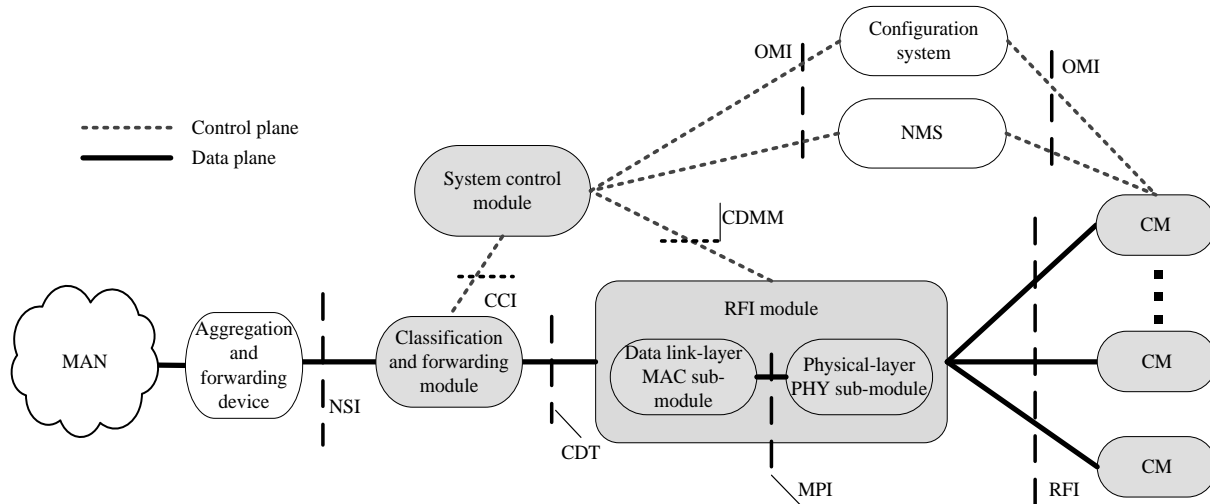 Configuration
system
OMI
OMI
Control plane
NMS
Data plane
System control
module
CDMM
CM
CCI
RFI module
Aggregation
and
forwarding
device
Classification
and forwarding
module
MAN
Data link-layer
MAC sub-
module
Physical-layer
PHY sub-module
CM
NSI
CDT
CM
MPI
RFI